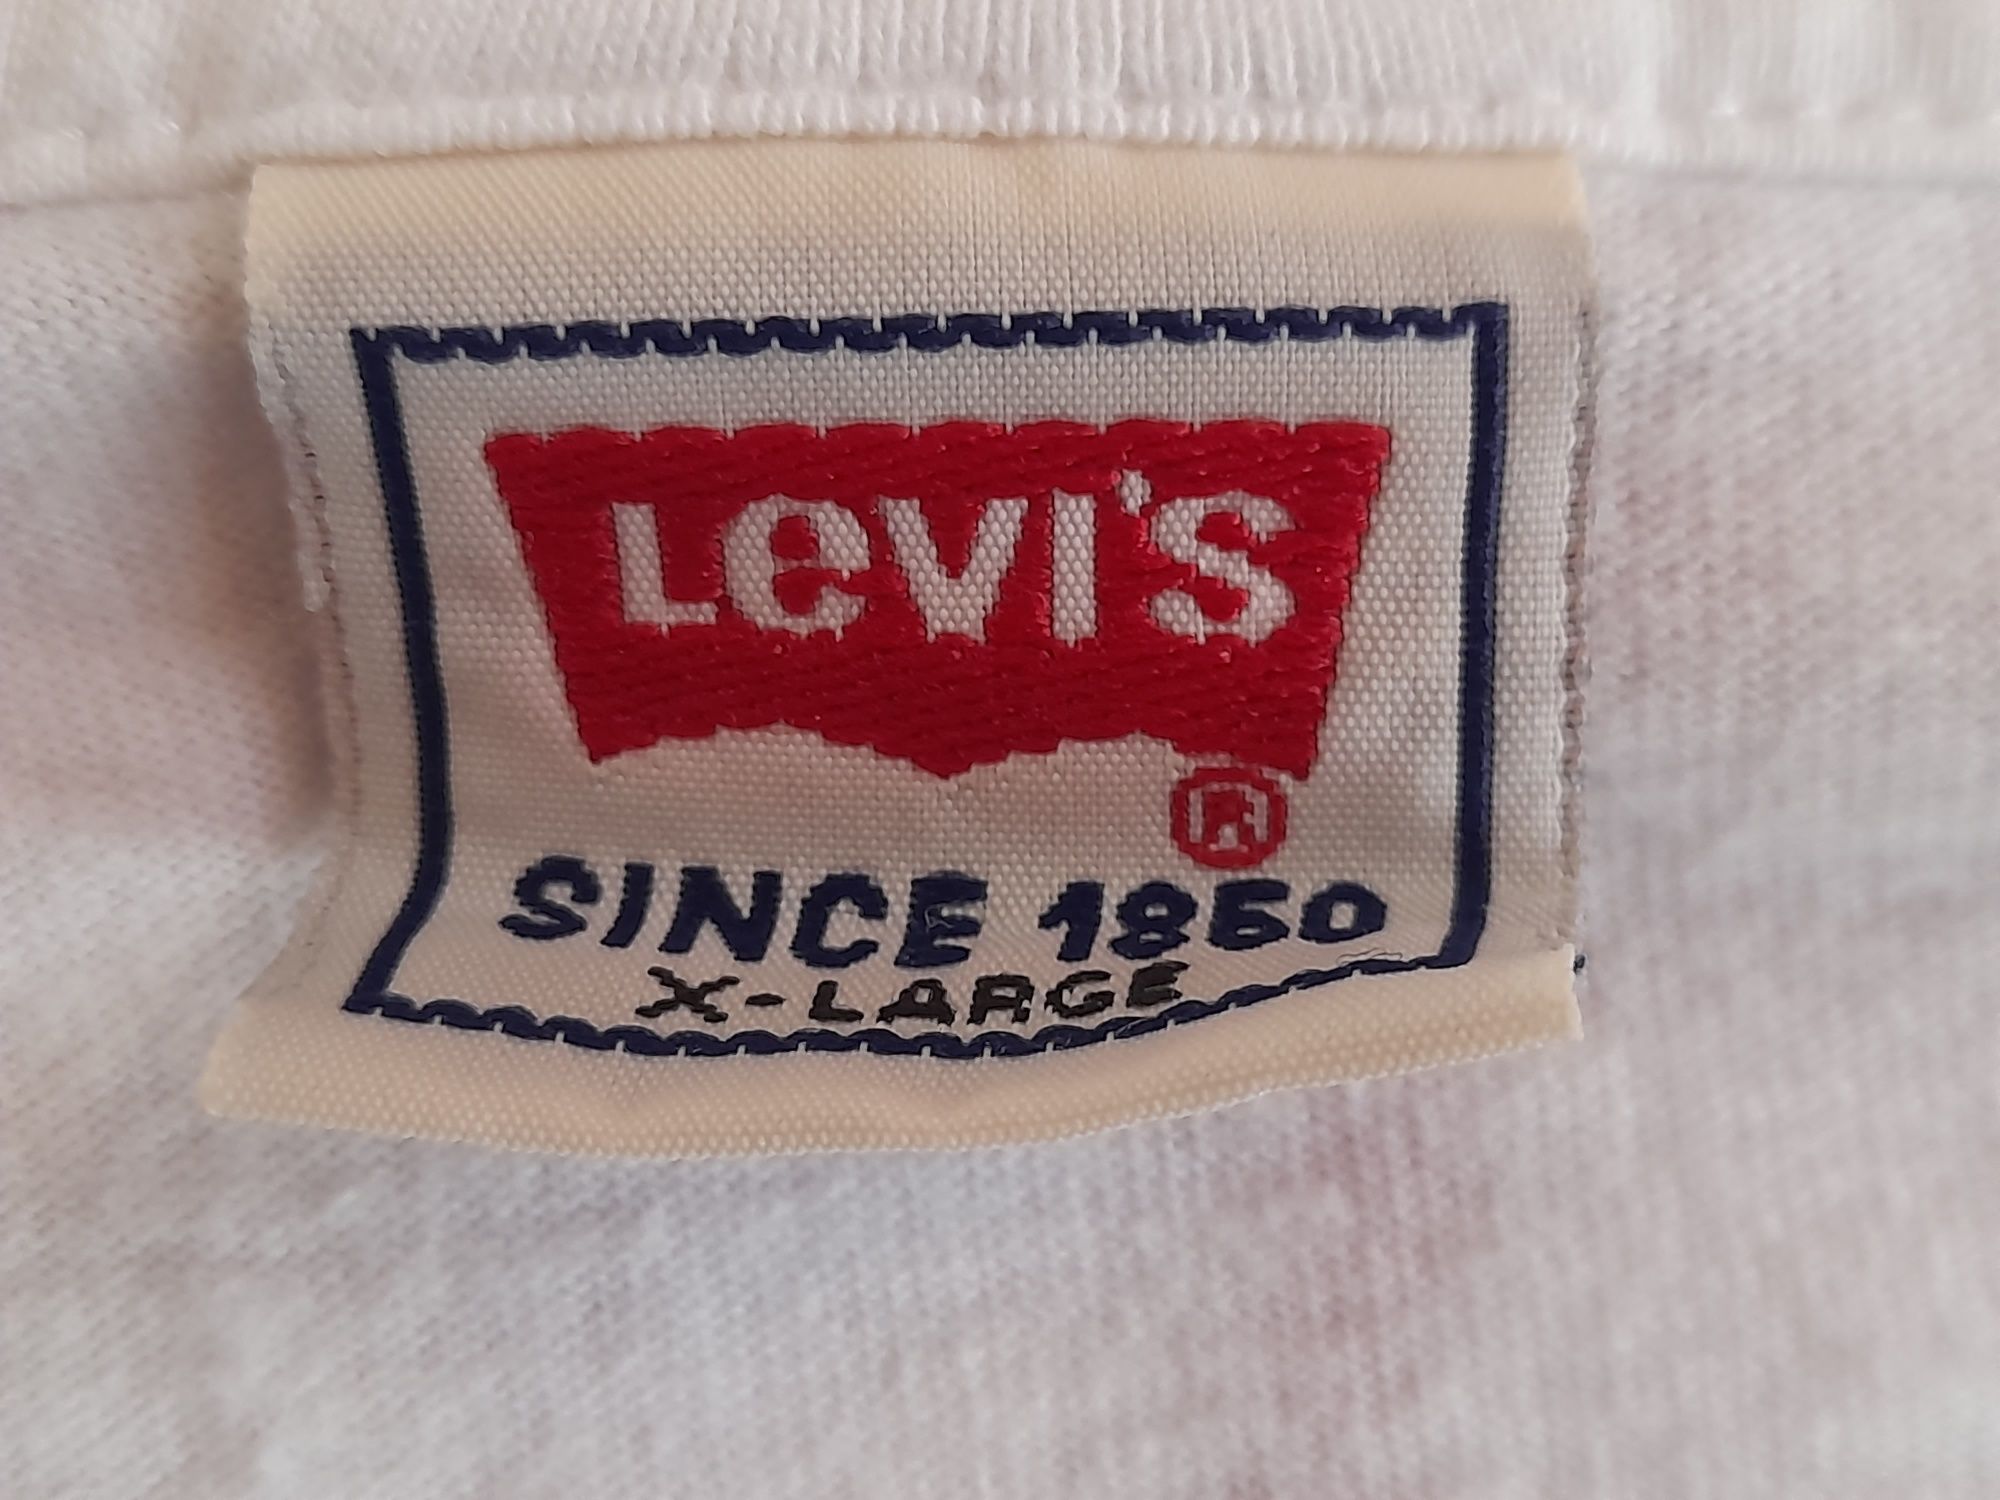 Levi's
®
SINCE 1850
X-LARGE